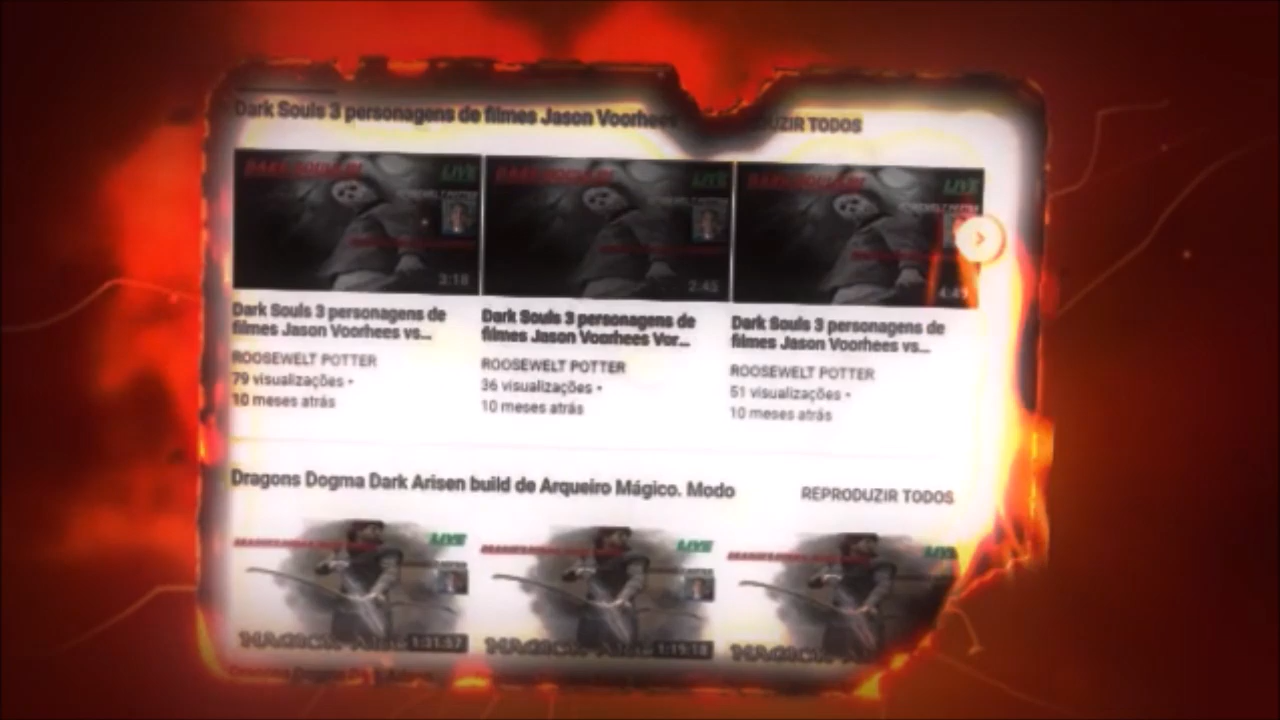 Dark Souls 3 personagens de filmes Jason Voorhees
UZIR TODOS
LIVE
LIVE
LIVE
3:18
2:45
Dark Souls 3 personagens de
filmes Jason Voorhees vs...
ROOSEWELT POTTER
79 visualizações •
10 meses atrás
Dark Souls 3 personagens de
filmes Jason Voorhees Vor...
ROOSEWELT POTTER
36 visualizações •
10 meses atrás
Dark Souls 3 personagens de
filmes Jason Voorhees vs...
ROOSEWELT POTTER
51 visualizações •
10 meses atrás
Dragons Dogma Dark Arisen build de Arqueiro Mágico. Modo
REPRODUZIR TODOS
LIVE
LIVE
LIVE
1:31:57
1:19:18